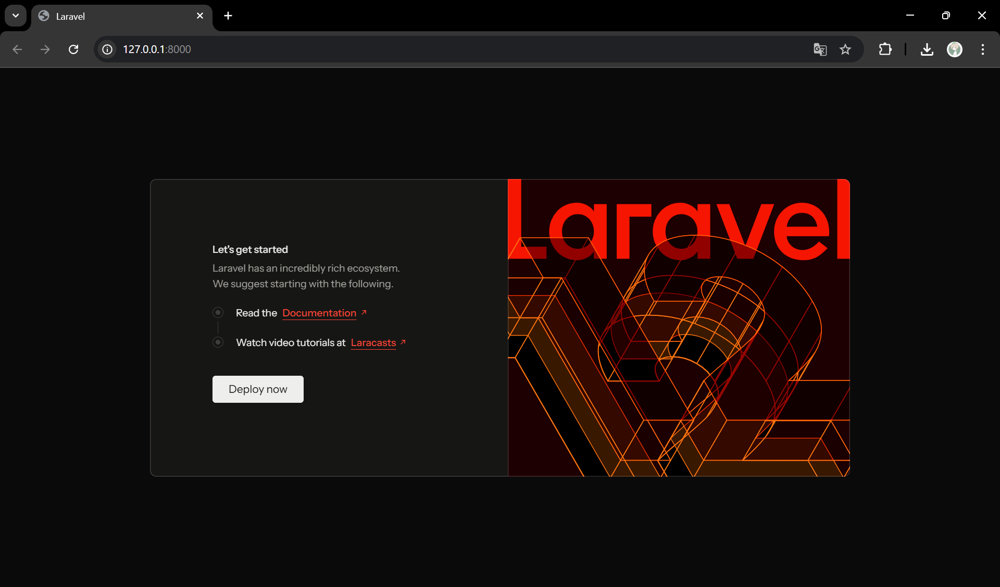 Laravel
127.0.0.1:8000
Laravel
Let's get started
Laravel has an incredibly rich ecosystem.
We suggest starting with the following.
Read the Documentation
Watch video tutorials at Laracasts
Deploy now